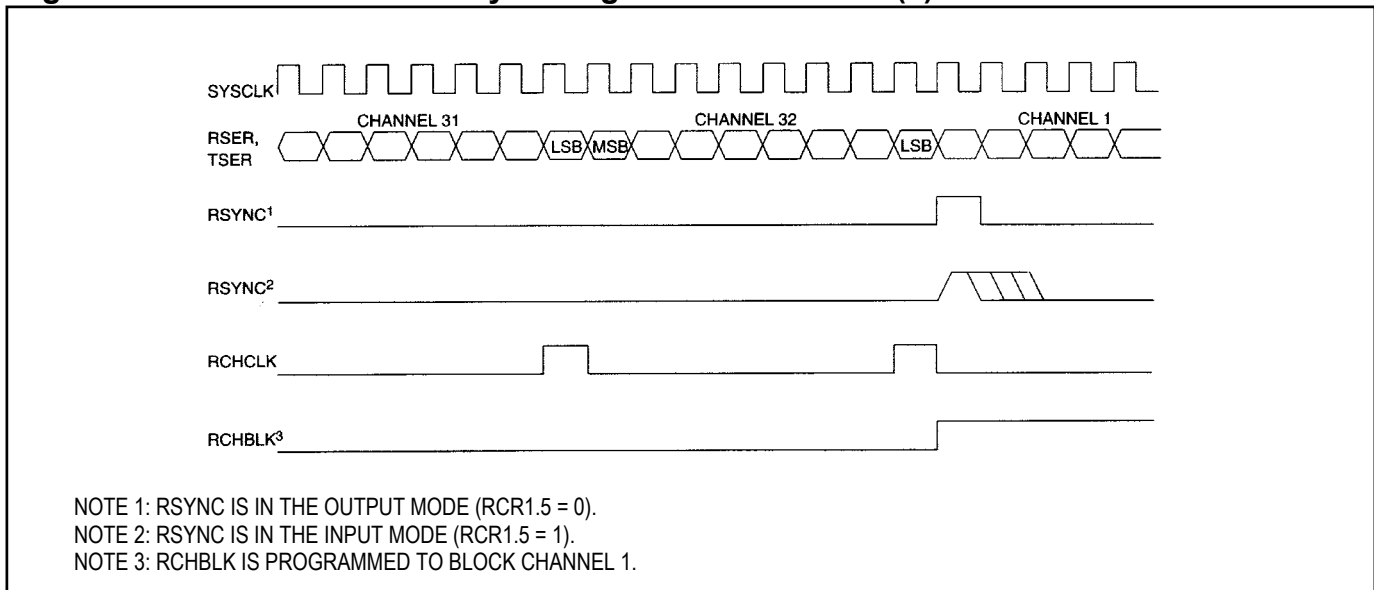 SYSCLK
CHANNEL 31 CHANNEL 32 CHANNEL 1
RSER,
TSER
LSB MSB LSB
RSYNC1
RSYNC2
RCHCLK
RCHBLK3
NOTE 1: RSYNC IS IN THE OUTPUT MODE (RCR1.5 = 0).
NOTE 2: RSYNC IS IN THE INPUT MODE (RCR1.5 = 1).
NOTE 3: RCHBLK IS PROGRAMMED TO BLOCK CHANNEL 1.